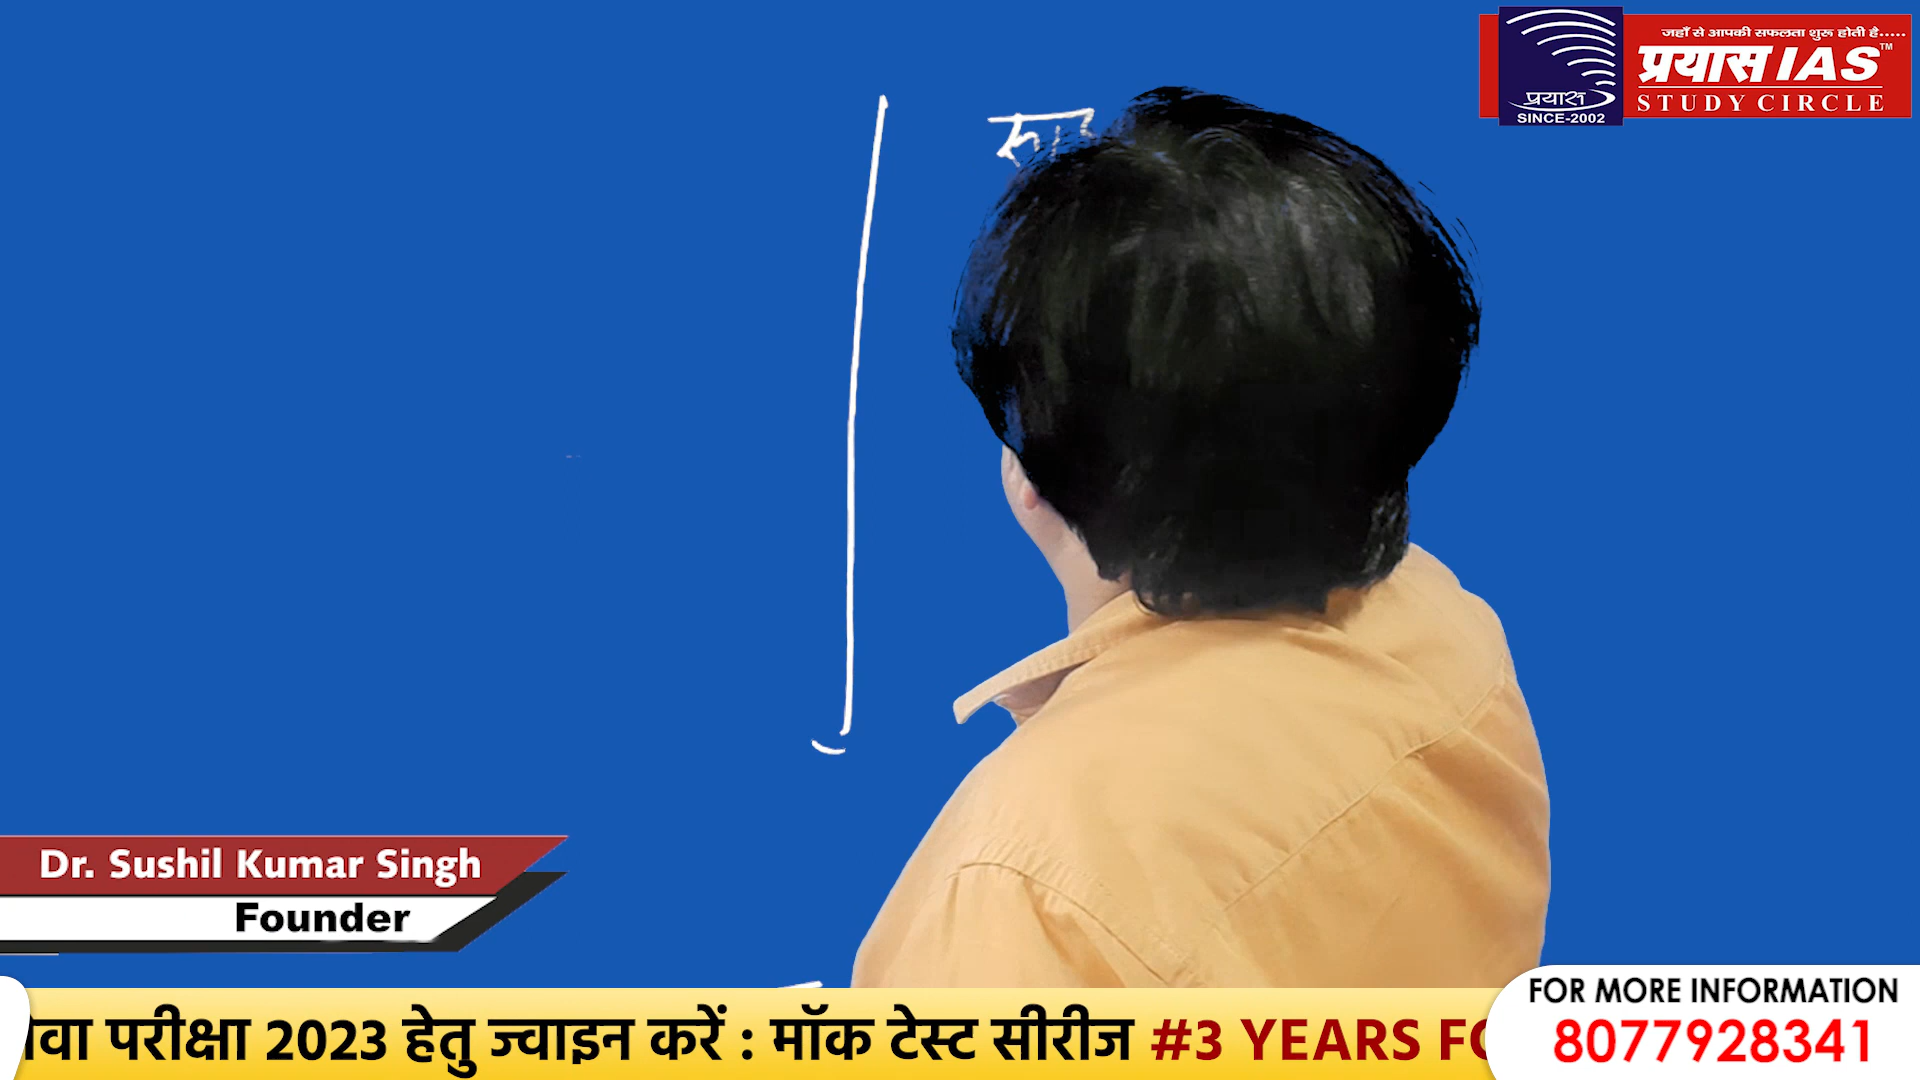 जहाँ से आपकी सफलता शुरू होती है.....
प्रयास IAS™
STUDY CIRCLE
प्रयास
SINCE-2002
Dr. Sushil Kumar Singh
Founder
परीक्षा 2023 हेतु ज्वाइन करें : मॉक टेस्ट सीरीज #3 YEARS
FOR MORE INFORMATION
8077928341